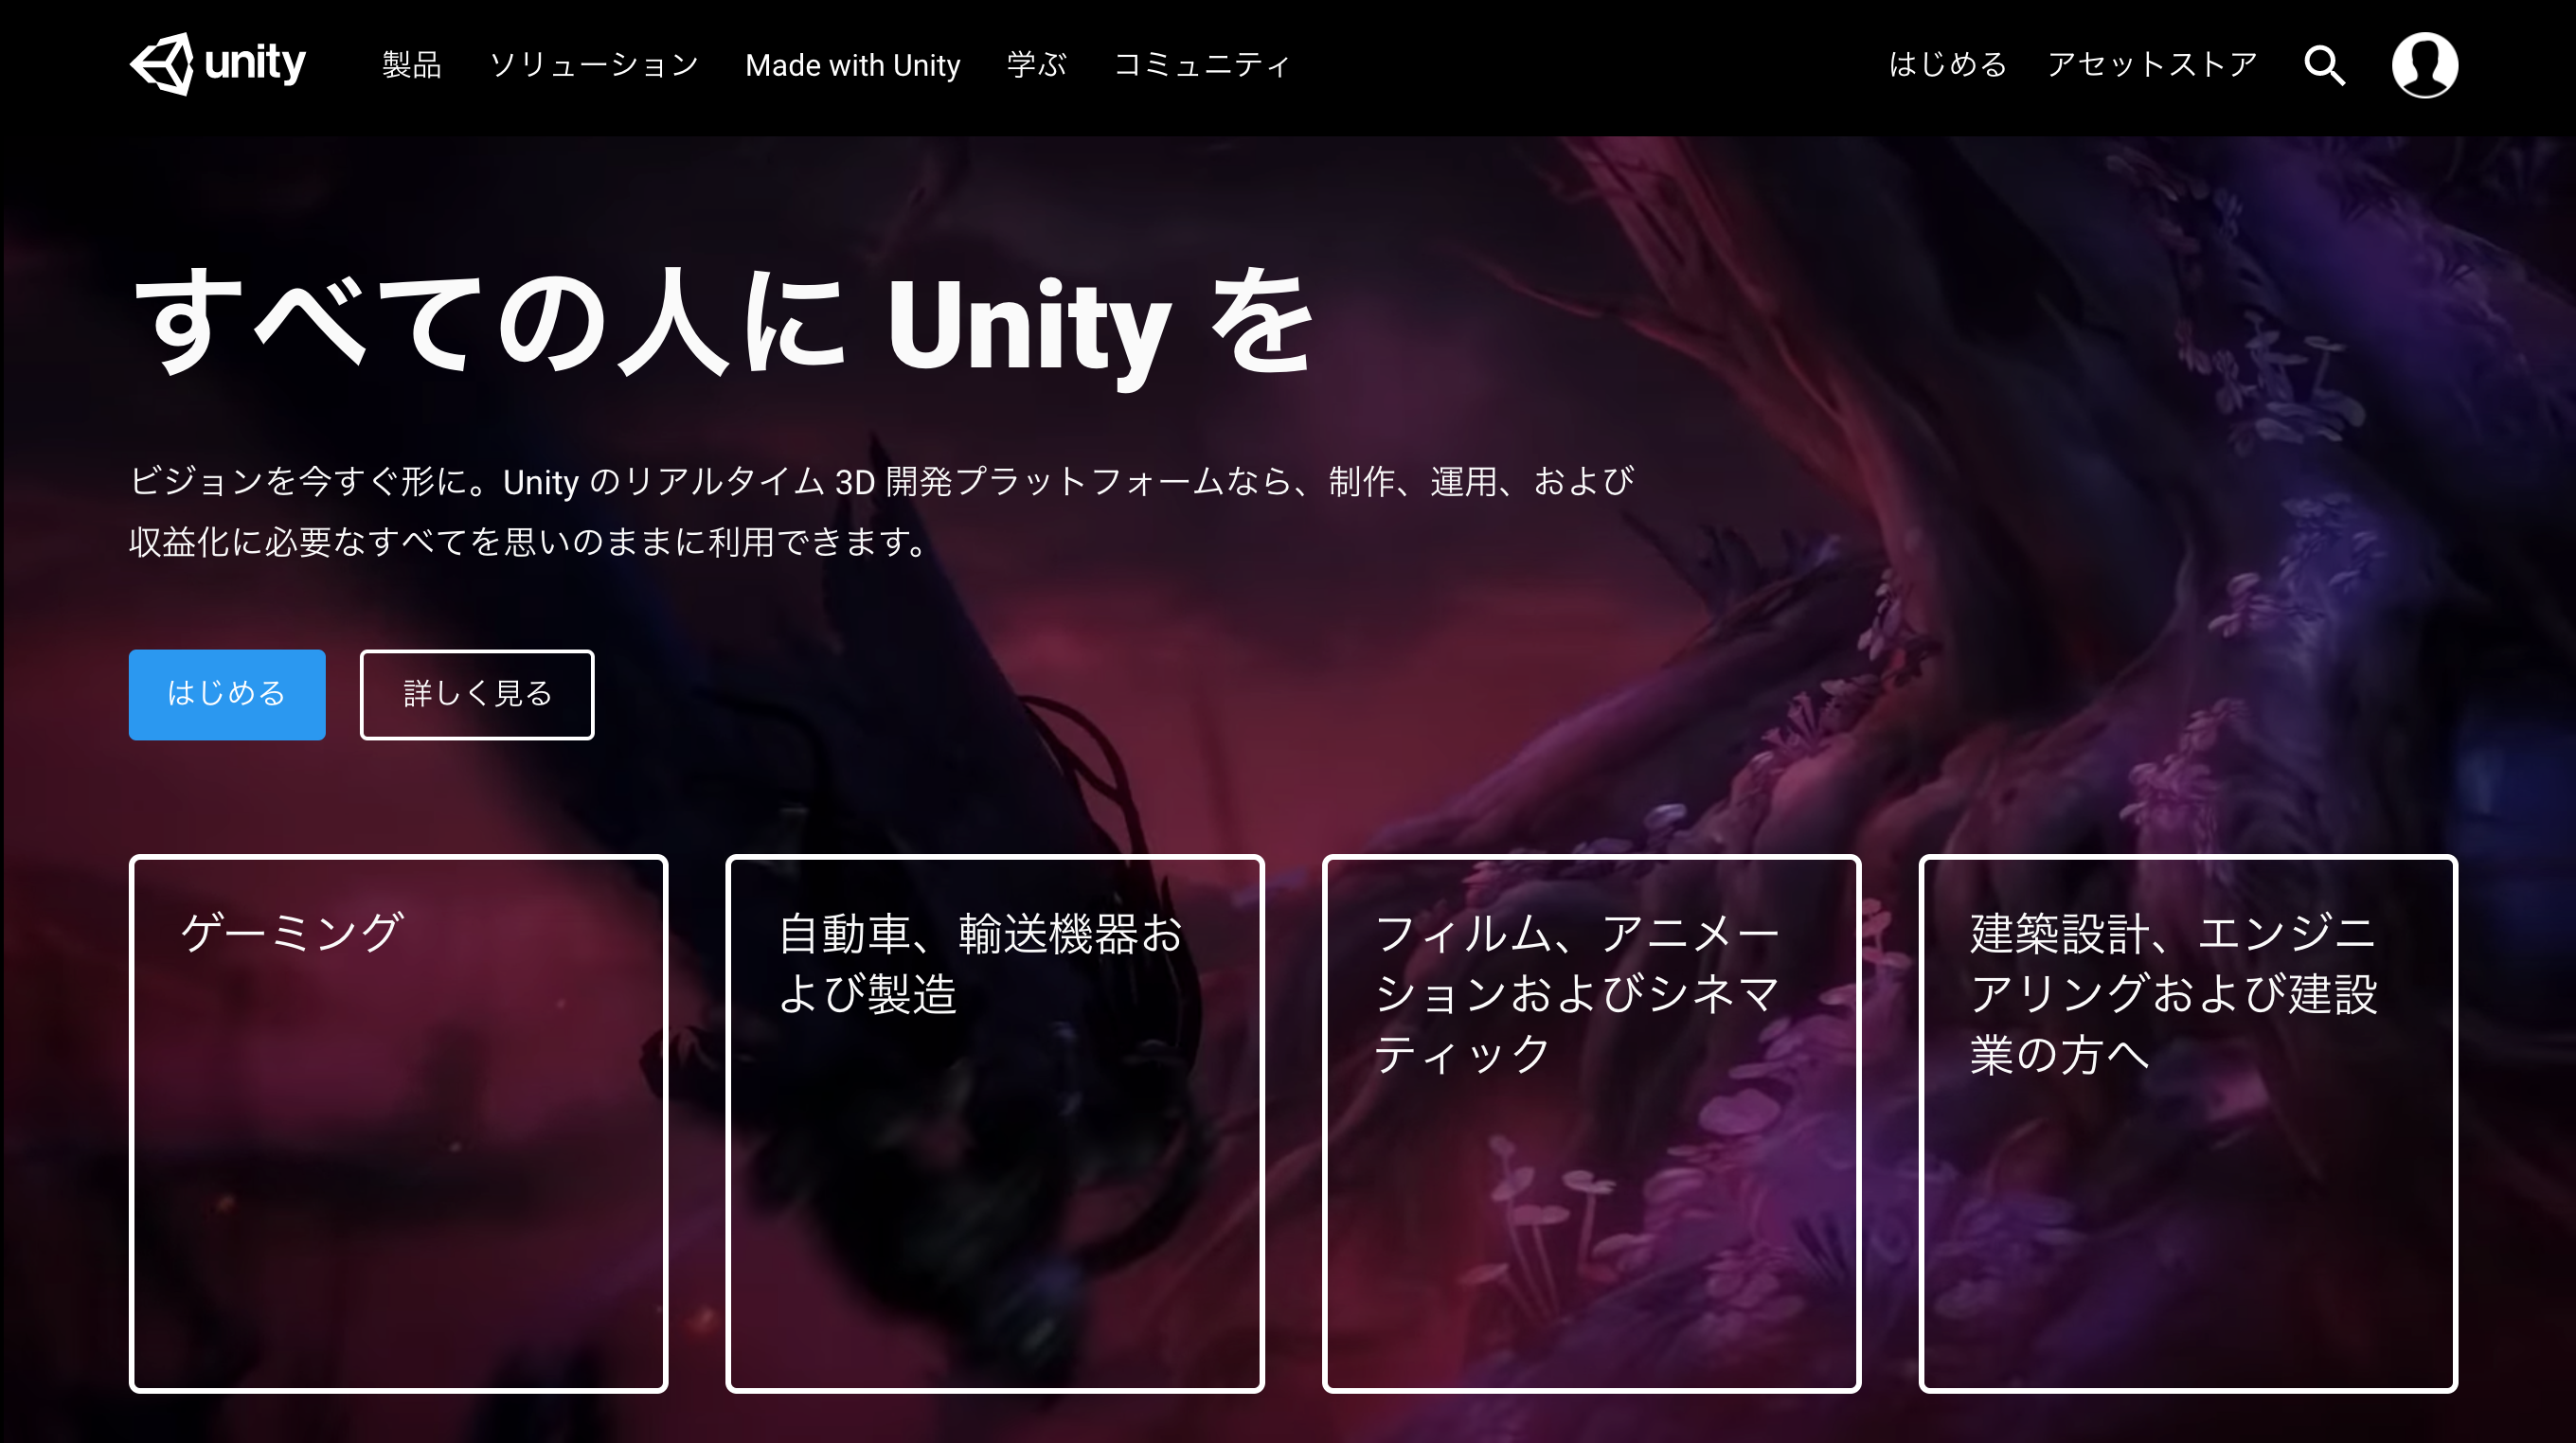 unity 製品 ソリューション Made with Unity 学ぶ コミュニティ はじめる アセットストア
すべての人に Unity を
ビジョンを今すぐ形に。Unity のリアルタイム 3D 開発プラットフォームなら、制作、運用、および
収益化に必要なすべてを思いのままに利用できます。
はじめる 詳しく見る
ゲーミング
自動車、輸送機器お
よび製造
フィルム、アニメー
ションおよびシネマ
ティック
建築設計、エンジニ
アリングおよび建設
業の方へ